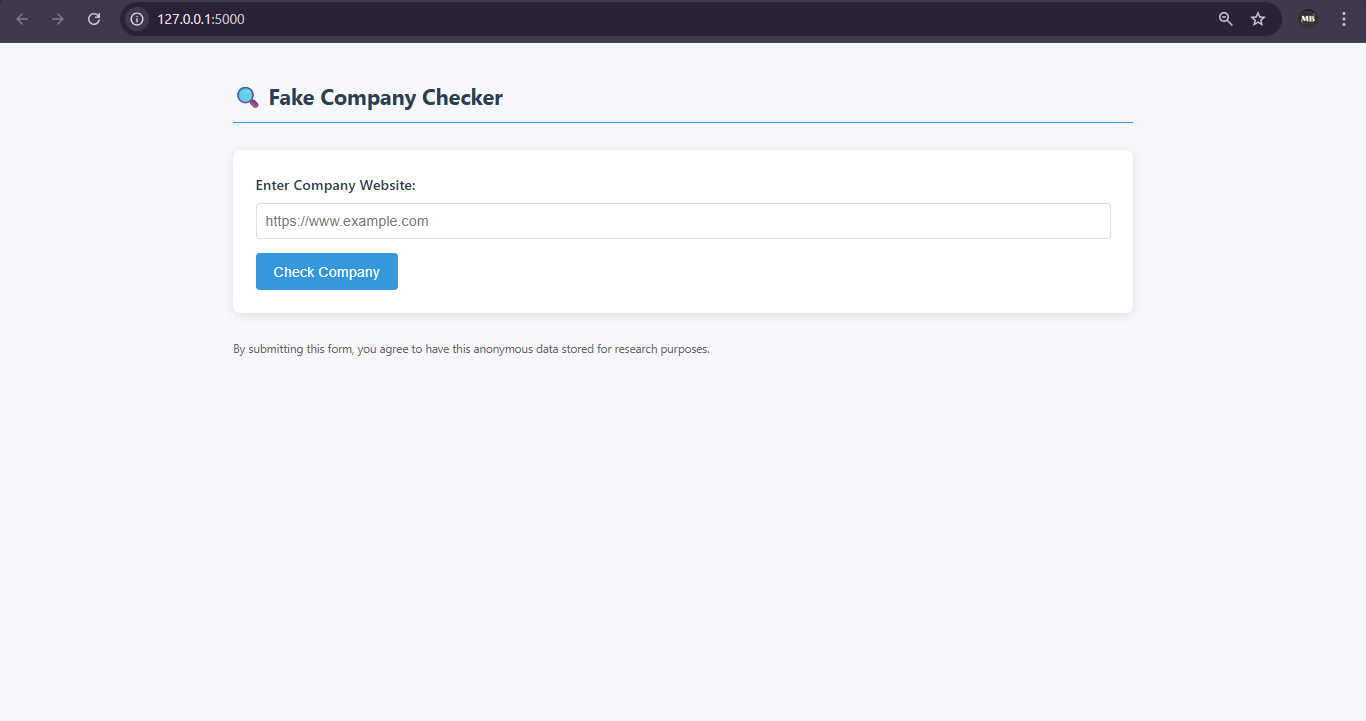 127.0.0.1:5000
MB
🔍 Fake Company Checker
Enter Company Website:
https://www.example.com
Check Company
By submitting this form, you agree to have this anonymous data stored for research purposes.